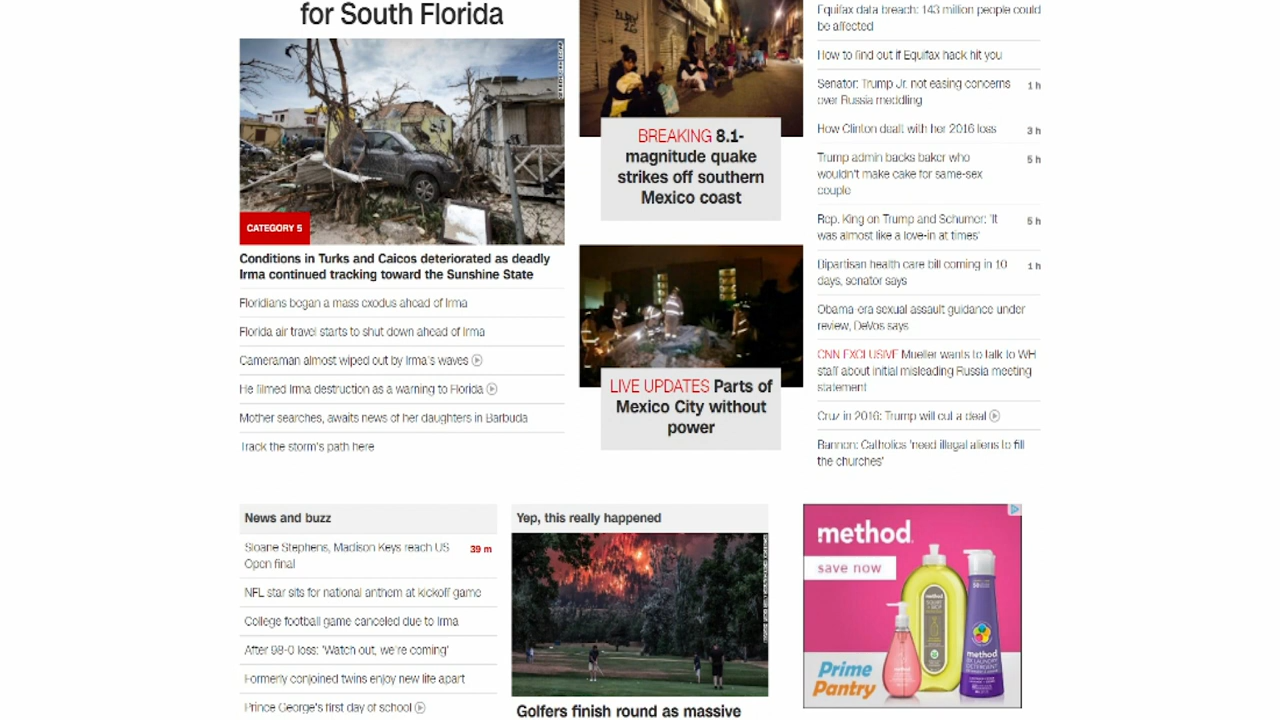 for South Florida
CATEGORY 5
Conditions in Turks and Caicos deteriorated as deadly
Irma continued tracking toward the Sunshine State
Floridians began a mass exodus ahead of Irma
Florida air travel starts to shut down ahead of Irma
Cameraman almost wiped out by Irma's waves
He filmed Irma destruction as a warning to Florida
Mother searches, awaits news of her daughters in Barbuda
Track the storm's path here
BREAKING 8.1-
magnitude quake
strikes off southern
Mexico coast
LIVE UPDATES Parts of
Mexico City without
power
Equifax data breach: 143 million people could
be affected
How to find out if Equifax hack hit you
Senator: Trump Jr. not easing concerns 1 h
over Russia meddling
How Clinton dealt with her 2016 loss 3 h
Trump admin backs baker who 5 h
wouldn't make cake for same-sex
couple
Rep. King on Trump and Schumer: 'It 5 h
was almost like a love-in at times'
Bipartisan health care bill coming in 10 1 h
days, senator says
Obama-era sexual assault guidance under
review, DeVos says
CNN EXCLUSIVE Mueller wants to talk to WH
staff about initial misleading Russia meeting
statement
Cruz in 2016: Trump will cut a deal
Bannon: Catholics 'need illegal aliens to fill
the churches'
News and buzz
Sloane Stephens, Madison Keys reach US 39 m
Open final
NFL star sits for national anthem at kickoff game
College football game canceled due to Irma
After 98-0 loss: 'Watch out, we're coming'
Formerly conjoined twins enjoy new life apart
Prince George's first day of school
Yep, this really happened
Golfers finish round as massive
method.
save now
method
method
Prime
Pantry